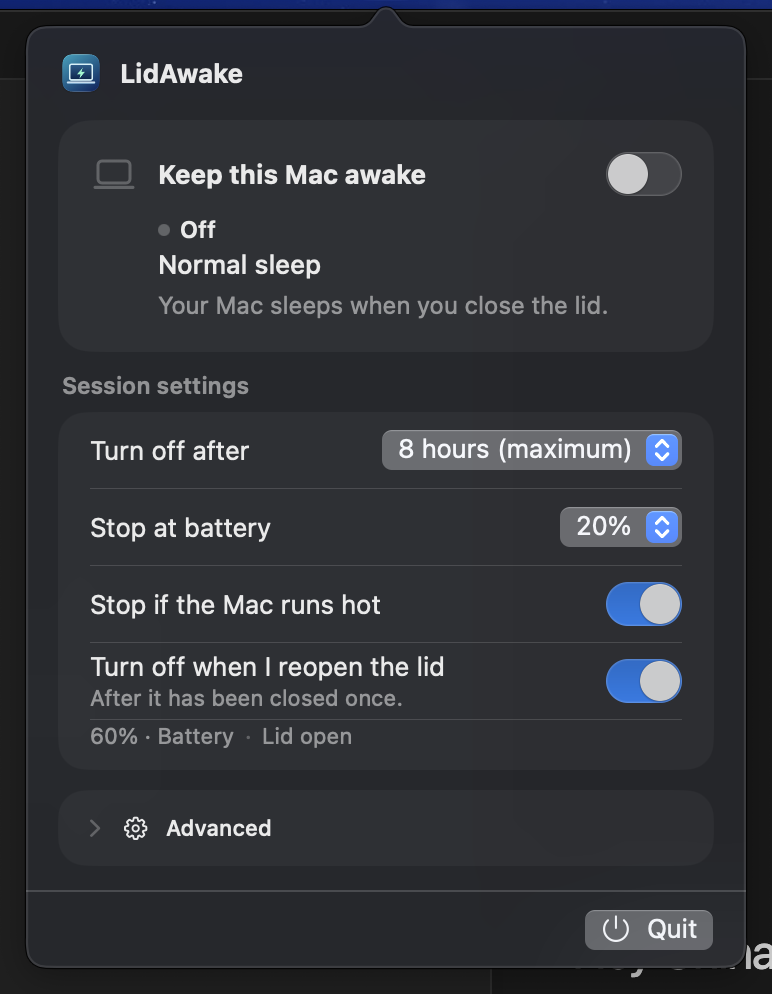 LidAwake
Keep this Mac awake
Off
Normal sleep
Your Mac sleeps when you close the lid.
Session settings
Turn off after
8 hours (maximum)
Stop at battery
20%
Stop if the Mac runs hot
Turn off when I reopen the lid
After it has been closed once.
60% · Battery · Lid open
Advanced
Quit